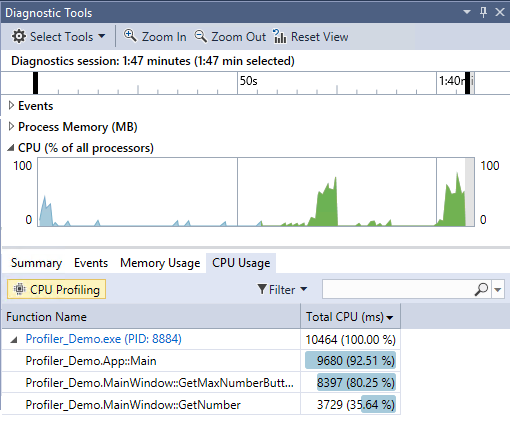 Diagnostic Tools
Select Tools Zoom In Zoom Out Reset View
Diagnostics session: 1:47 minutes (1:47 min selected)
50s 1:40
Events
Process Memory (MB)
CPU (% of all processors)
100 100
0 0
Summary Events Memory Usage CPU Usage
CPU Profiling Filter
Function Name Total CPU (ms)
Profiler_Demo.exe (PID: 8884) 10464 (100.00 %)
Profiler_Demo.App::Main 9680 (92.51 %)
Profiler_Demo.MainWindow::GetMaxNumberButt... 8397 (80.25 %)
Profiler_Demo.MainWindow::GetNumber 3729 (35.64 %)